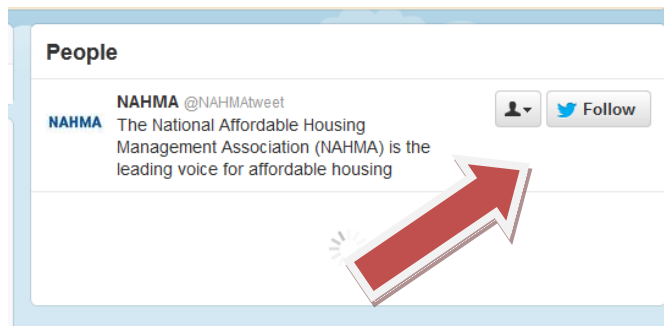 People
NAHMA @NAHMAtweet
NAHMA
The National Affordable Housing
Management Association (NAHMA) is the
leading voice for affordable housing
Follow